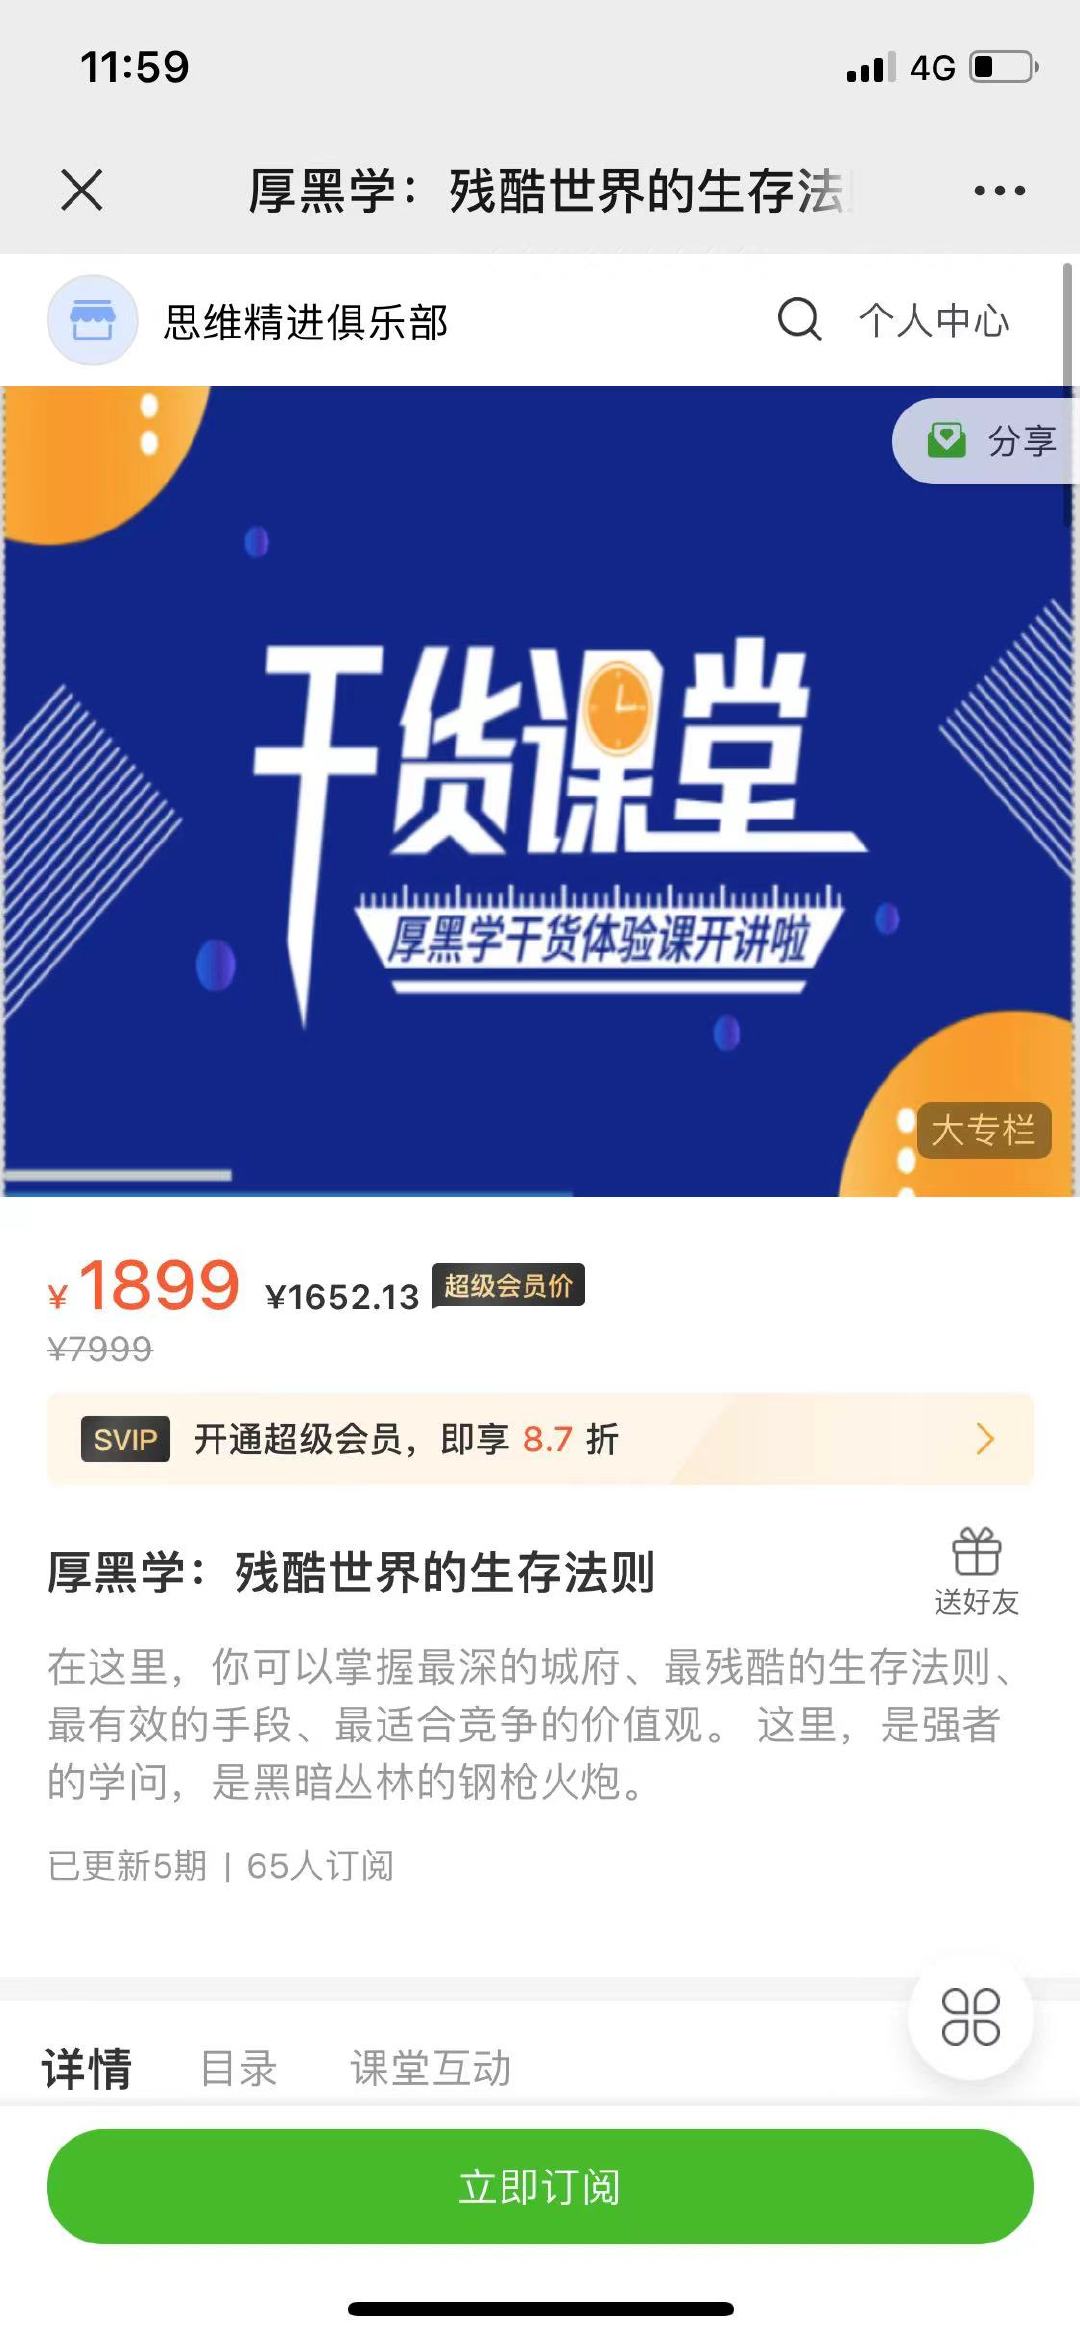 11:59
4G
厚黑学：残酷世界的生存法
思维精进俱乐部
个人中心
分享
干货课堂
厚黑学干货体验课开讲啦
大专栏
¥1899 ¥1652.13 超级会员价
¥7999
SVIP 开通超级会员，即享 8.7 折
厚黑学：残酷世界的生存法则
送好友
在这里，你可以掌握最深的城府、最残酷的生存法则、
最有效的手段、最适合竞争的价值观。 这里，是强者
的学问，是黑暗丛林的钢枪火炮。
已更新5期 | 65人订阅
详情 目录 课堂互动
立即订阅